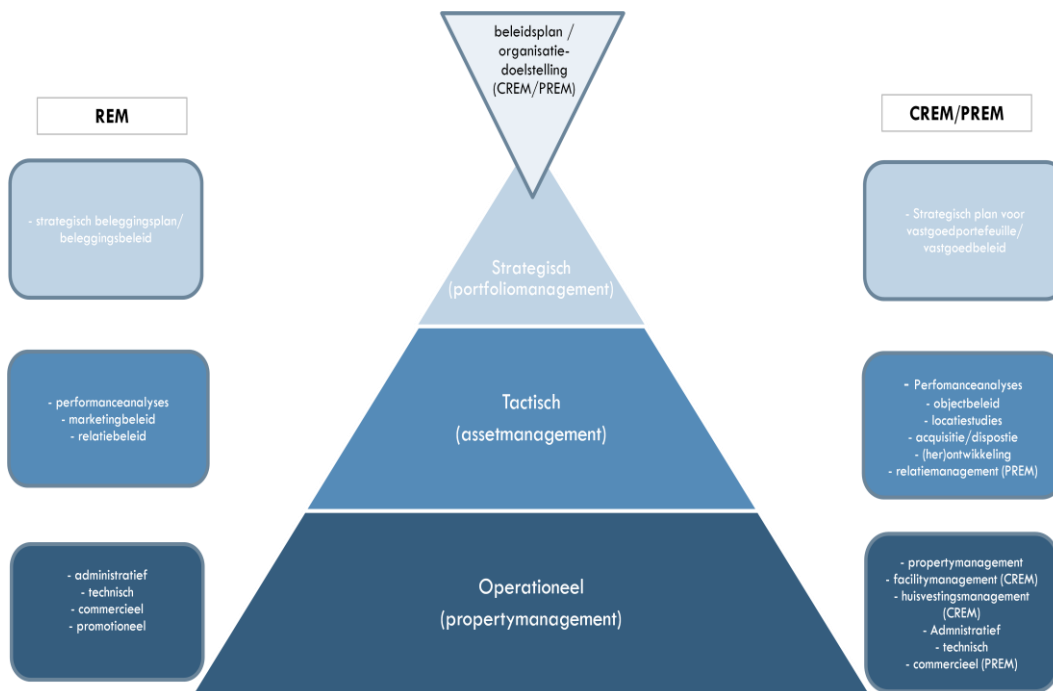 beleidsplan /
organisatie-
doelstelling
(CREM/PREM)
REM
CREM/PREM
- strategisch beleggingsplan/
beleggingsbeleid
Strategisch
(portfoliomanagement)
- Strategisch plan voor
vastgoedportefeuille/
vastgoedbeleid
- performanceanalyses
- marketingbeleid
- relatiebeleid
Tactisch
(assetmanagement)
- Perfomanceanalyses
- objectbeleid
- locatiestudies
- acquisitie/dispostie
- (her)ontwikkeling
- relatiemanagement (PREM)
- administratief
- technisch
- commercieel
- promotioneel
Operationeel
(propertymanagement)
- propertymanagement
- facilitymanagement (CREM)
- huisvestingsmanagement
(CREM)
- Admnistratief
- technisch
- commercieel (PREM)